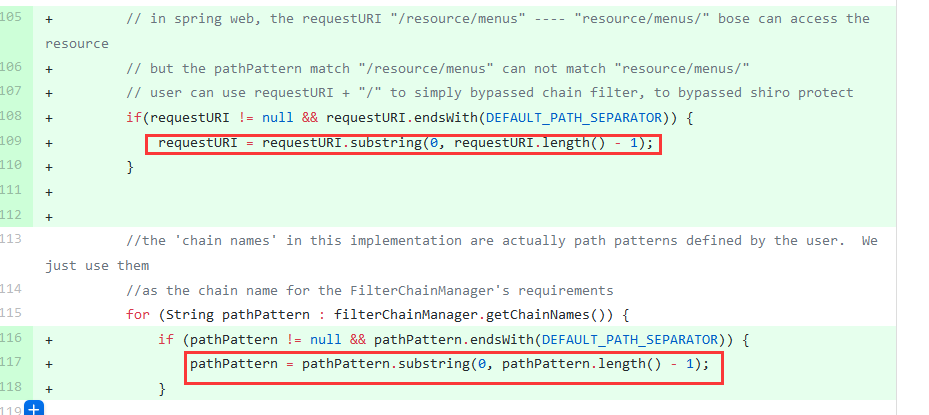 105 + // in spring web, the requestURI "/resource/menus" ---- "resource/menus/" bose can access the
resource
106 + // but the pathPattern match "/resource/menus" can not match "resource/menus/"
107 + // user can use requestURI + "/" to simply bypassed chain filter, to bypassed shiro protect
108 + if(requestURI != null && requestURI.endsWith(DEFAULT_PATH_SEPARATOR)) {
109 + requestURI = requestURI.substring(0, requestURI.length() - 1);
110 + }
111 +
112 +
113 //the 'chain names' in this implementation are actually path patterns defined by the user.  We
just use them
114 //as the chain name for the FilterChainManager's requirements
115 for (String pathPattern : filterChainManager.getChainNames()) {
116 + if (pathPattern != null && pathPattern.endsWith(DEFAULT_PATH_SEPARATOR)) {
117 + pathPattern = pathPattern.substring(0, pathPattern.length() - 1);
118 + }
119 +